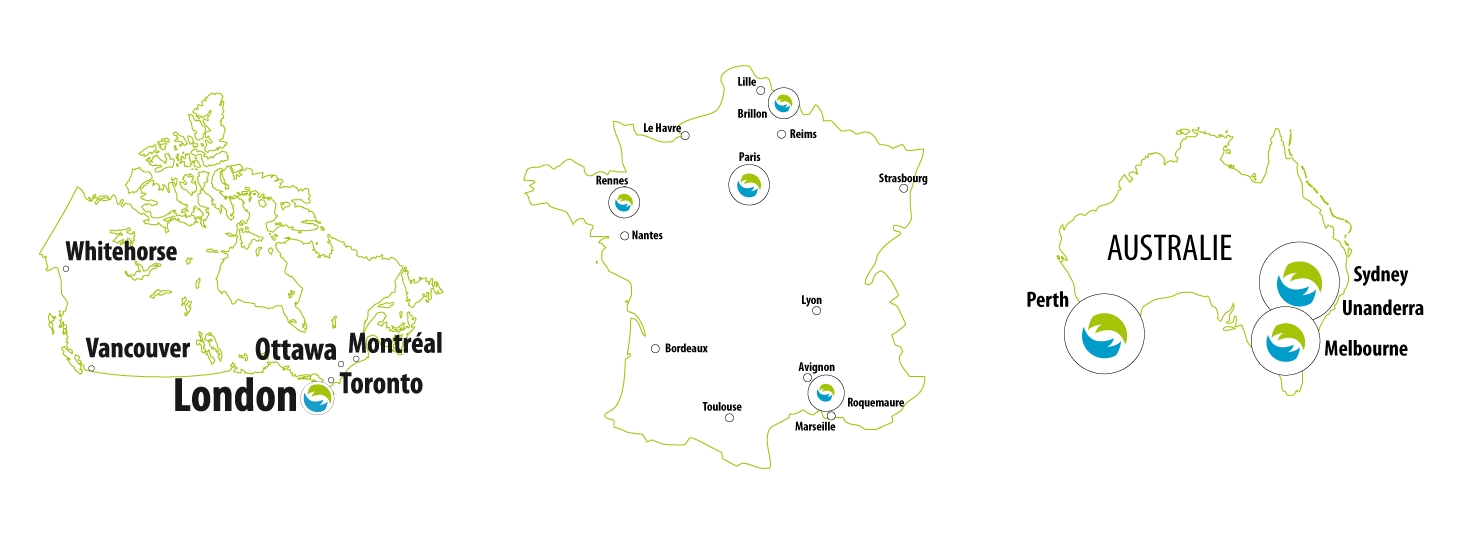 Whitehorse
Vancouver
Ottawa
Montréal
London
Toronto
Lille
Brillon
Le Havre
Reims
Paris
Rennes
Strasbourg
Nantes
Lyon
Bordeaux
Avignon
Toulouse
Roquemaure
Marseille
AUSTRALIE
Perth
Sydney
Unanderra
Melbourne